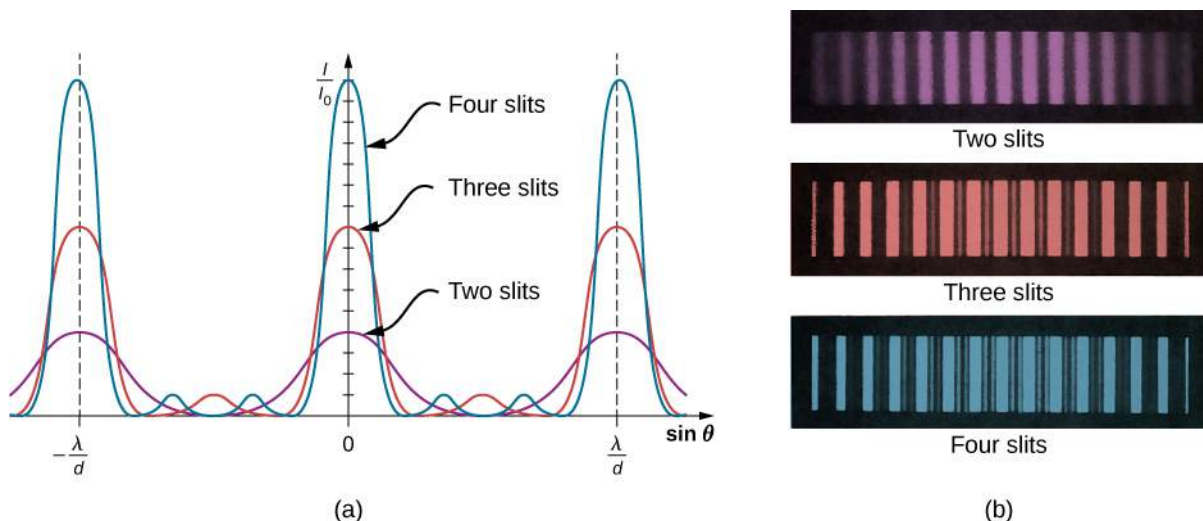 I
I₀
Four slits
Three slits
Two slits
sin θ
−λ/d
0
λ/d
(a)
Two slits
Three slits
Four slits
(b)